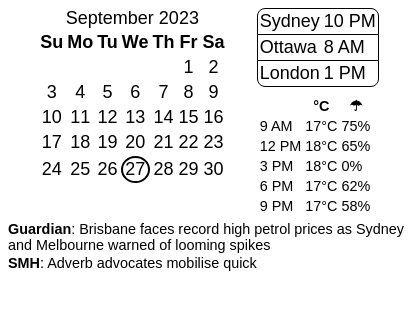 September 2023
Su Mo Tu We Th Fr Sa
1 2
3 4 5 6 7 8 9
10 11 12 13 14 15 16
17 18 19 20 21 22 23
24 25 26 27 28 29 30
Sydney 10 PM
Ottawa 8 AM
London 1 PM
°C ☂
9 AM 17°C 75%
12 PM 18°C 65%
3 PM 18°C 0%
6 PM 17°C 62%
9 PM 17°C 58%
Guardian: Brisbane faces record high petrol prices as Sydney
and Melbourne warned of looming spikes
SMH: Adverb advocates mobilise quick